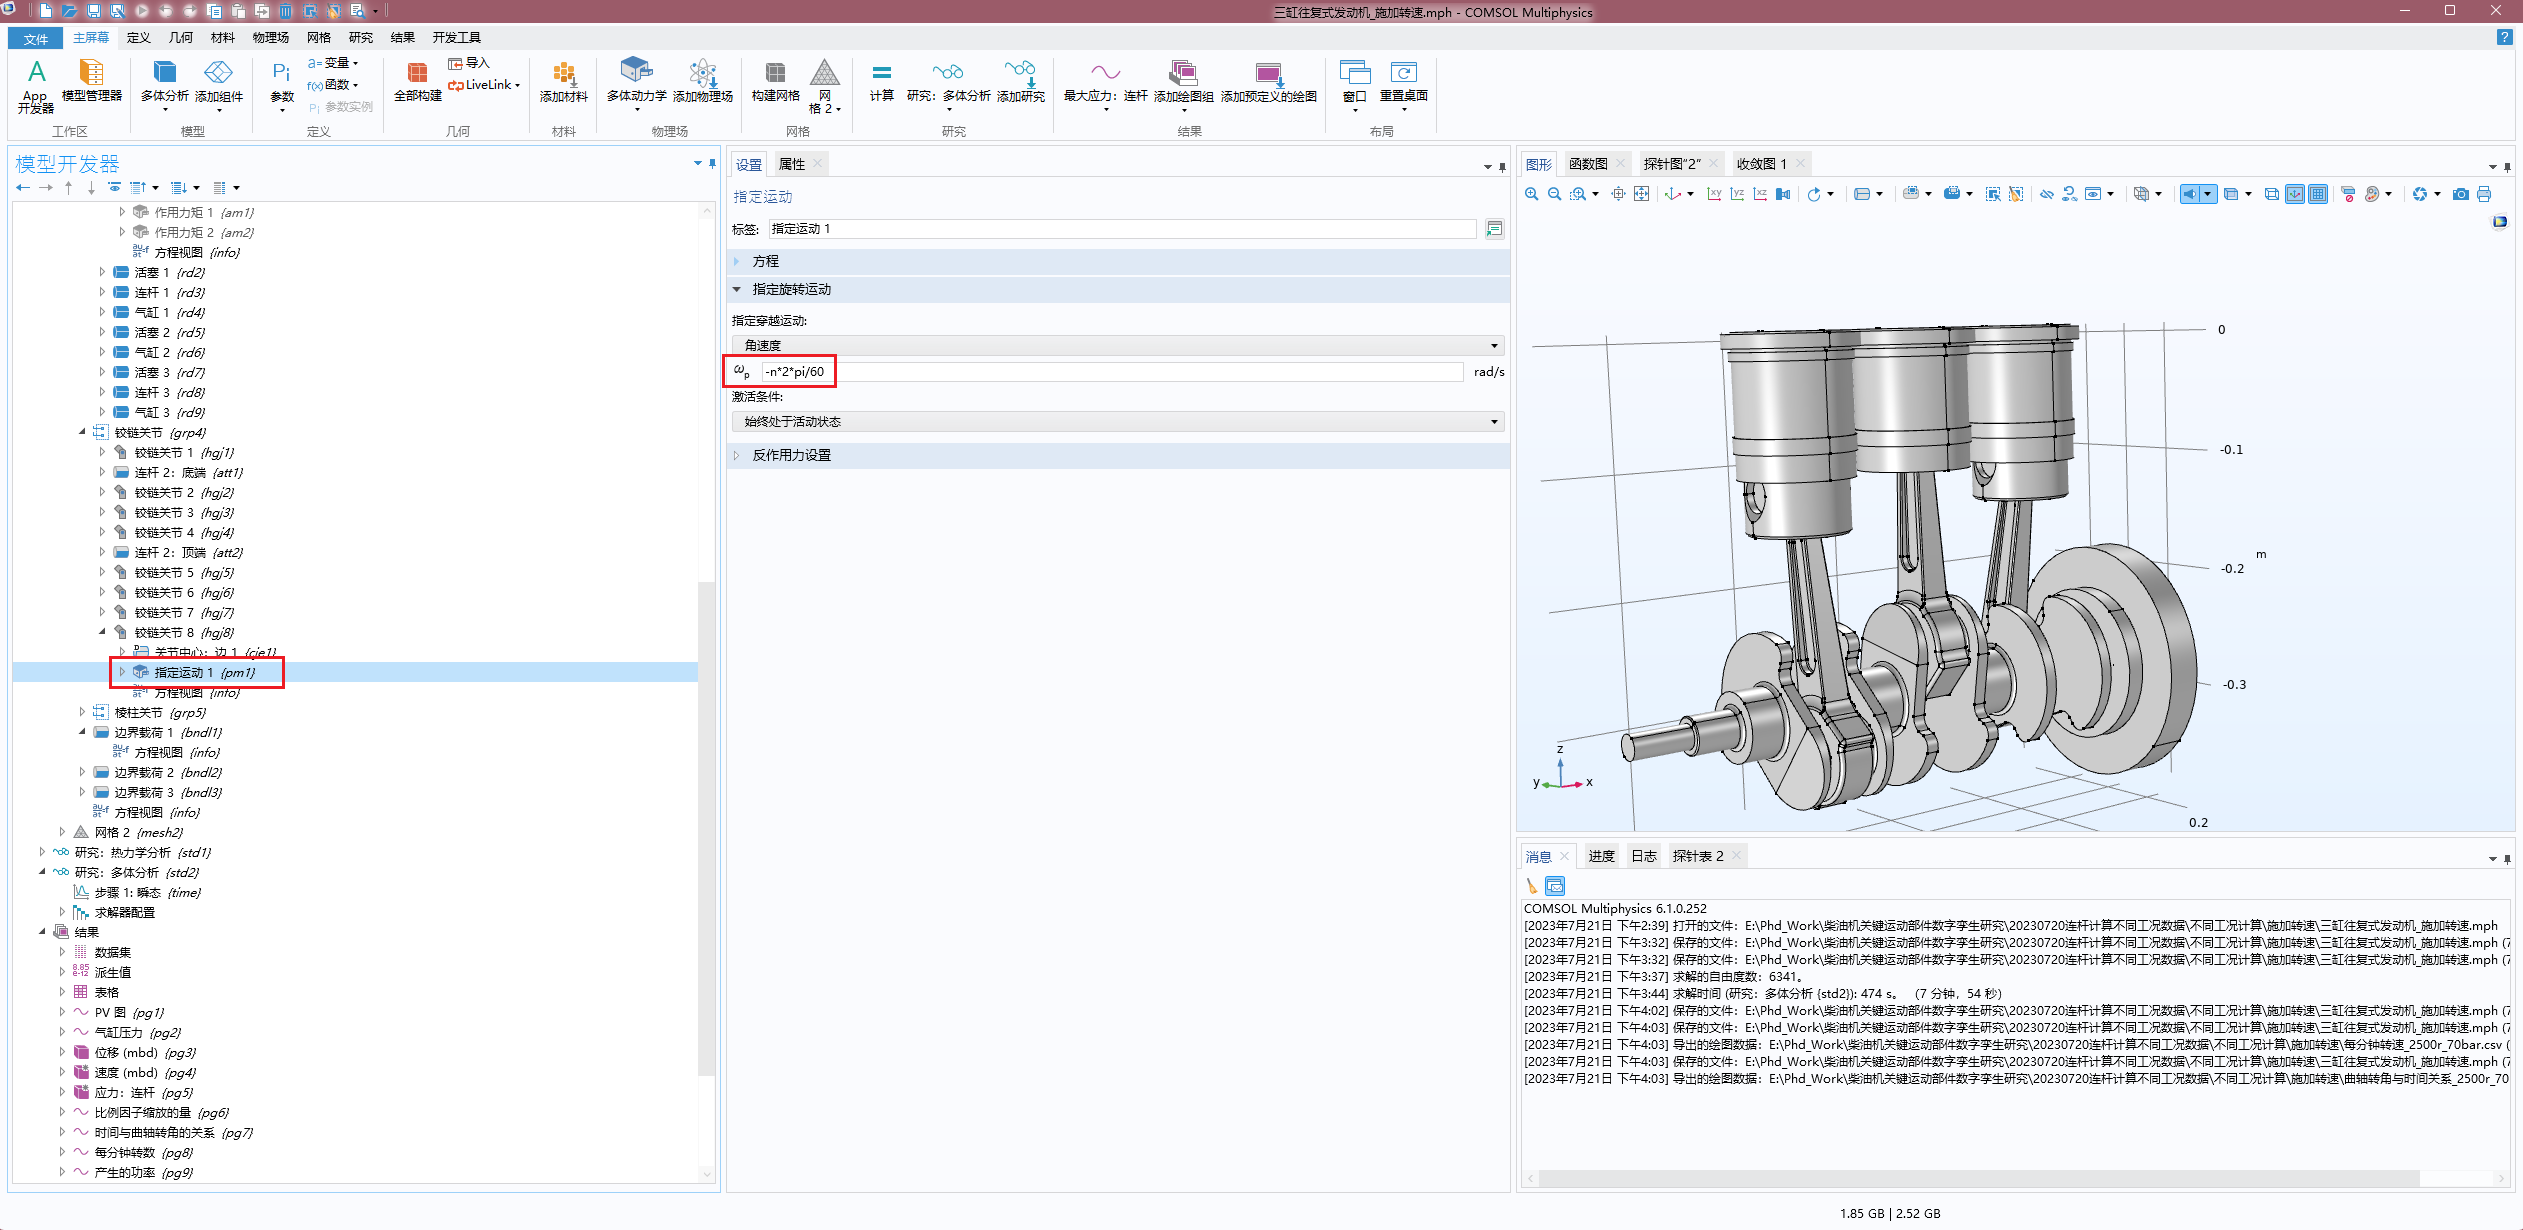 三缸往复式发动机_施加转速.mph - COMSOL Multiphysics
文件 主屏幕 定义 几何 材料 物理场 网格 研究 结果 开发工具
App 开发器 模型管理器 多体分析 添加组件 Pi 参数 a= 变量 f(x) 函数 Pi 参数实例 全部构建 导入 LiveLink 添加材料 多体动力学 添加物理场 构建网格 网格 2 计算 研究：多体分析 添加研究 最大应力：连杆 添加绘图组 添加预定义的绘图 窗口 重置桌面
工作区 模型 定义 几何 材料 物理场 网格 研究 结果 布局
模型开发器
作用力矩 1 {am1}
作用力矩 2 {am2}
方程视图 {info}
活塞 1 {rd2}
连杆 1 {rd3}
气缸 1 {rd4}
活塞 2 {rd5}
气缸 2 {rd6}
活塞 3 {rd7}
连杆 3 {rd8}
气缸 3 {rd9}
铰链关节 {grp4}
铰链关节 1 {hgj1}
连杆 2：底端 {att1}
铰链关节 2 {hgj2}
铰链关节 3 {hgj3}
铰链关节 4 {hgj4}
连杆 2：顶端 {att2}
铰链关节 5 {hgj5}
铰链关节 6 {hgj6}
铰链关节 7 {hgj7}
铰链关节 8 {hgj8}
关节中心：边 1 {cje1}
指定运动 1 {pm1}
方程视图 {info}
棱柱关节 {grp5}
边界载荷 1 {bndl1}
方程视图 {info}
边界载荷 2 {bndl2}
边界载荷 3 {bndl3}
方程视图 {info}
网格 2 {mesh2}
研究：热力学分析 {std1}
研究：多体分析 {std2}
步骤 1: 瞬态 {time}
求解器配置
结果
数据集
8.85 e-12 派生值
表格
PV 图 {pg1}
气缸压力 {pg2}
位移 (mbd) {pg3}
速度 (mbd) {pg4}
应力：连杆 {pg5}
比例因子缩放的量 {pg6}
时间与曲轴转角的关系 {pg7}
每分钟转数 {pg8}
产生的功率 {pg9}
设置 属性
指定运动
标签: 指定运动 1
方程
指定旋转运动
指定穿越运动:
角速度
ωp -n*2*pi/60 rad/s
激活条件:
始终处于活动状态
反作用力设置
图形 函数图 探针图“2” 收敛图 1
xy yz xz
0
-0.1
m
-0.2
-0.3
z
y x
0.2
消息 进度 日志 探针表 2
COMSOL Multiphysics 6.1.0.252
[2023年7月21日 下午2:39] 打开的文件：E:\Phd_Work\柴油机关键运动部件数字孪生研究\20230720连杆计算不同工况数据\不同工况计算\施加转速\三缸往复式发动机_施加转速.mph
[2023年7月21日 下午3:32] 保存的文件：E:\Phd_Work\柴油机关键运动部件数字孪生研究\20230720连杆计算不同工况数据\不同工况计算\施加转速\三缸往复式发动机_施加转速.mph (7
[2023年7月21日 下午3:32] 保存的文件：E:\Phd_Work\柴油机关键运动部件数字孪生研究\20230720连杆计算不同工况数据\不同工况计算\施加转速\三缸往复式发动机_施加转速.mph (7
[2023年7月21日 下午3:37] 求解的自由度数：6341。
[2023年7月21日 下午3:44] 求解时间 (研究：多体分析 {std2}): 474 s。 （7 分钟，54 秒）
[2023年7月21日 下午4:02] 保存的文件：E:\Phd_Work\柴油机关键运动部件数字孪生研究\20230720连杆计算不同工况数据\不同工况计算\施加转速\三缸往复式发动机_施加转速.mph (7
[2023年7月21日 下午4:03] 保存的文件：E:\Phd_Work\柴油机关键运动部件数字孪生研究\20230720连杆计算不同工况数据\不同工况计算\施加转速\三缸往复式发动机_施加转速.mph (7
[2023年7月21日 下午4:03] 导出的绘图数据：E:\Phd_Work\柴油机关键运动部件数字孪生研究\20230720连杆计算不同工况数据\不同工况计算\施加转速\每分钟转速_2500r_70bar.csv (
[2023年7月21日 下午4:03] 保存的文件：E:\Phd_Work\柴油机关键运动部件数字孪生研究\20230720连杆计算不同工况数据\不同工况计算\施加转速\三缸往复式发动机_施加转速.mph (7
[2023年7月21日 下午4:03] 导出的绘图数据：E:\Phd_Work\柴油机关键运动部件数字孪生研究\20230720连杆计算不同工况数据\不同工况计算\施加转速\曲轴转角与时间关系_2500r_70
1.85 GB | 2.52 GB